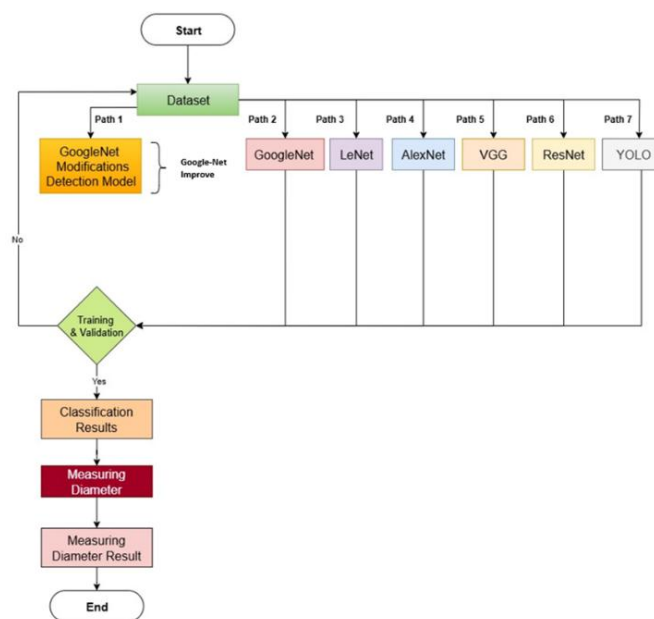 Start
Dataset
Path 1
Path 2
Path 3
Path 4
Path 5
Path 6
Path 7
GoogleNet
Modifications
Detection Model
Google-Net
Improve
GoogleNet
LeNet
AlexNet
VGG
ResNet
YOLO
No
Training
& Validation
Yes
Classification
Results
Measuring
Diameter
Measuring
Diameter Result
End